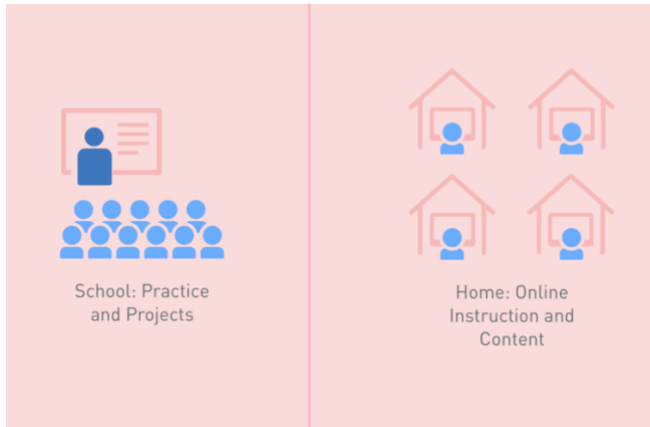 School: Practice
and Projects
Home: Online
Instruction and
Content